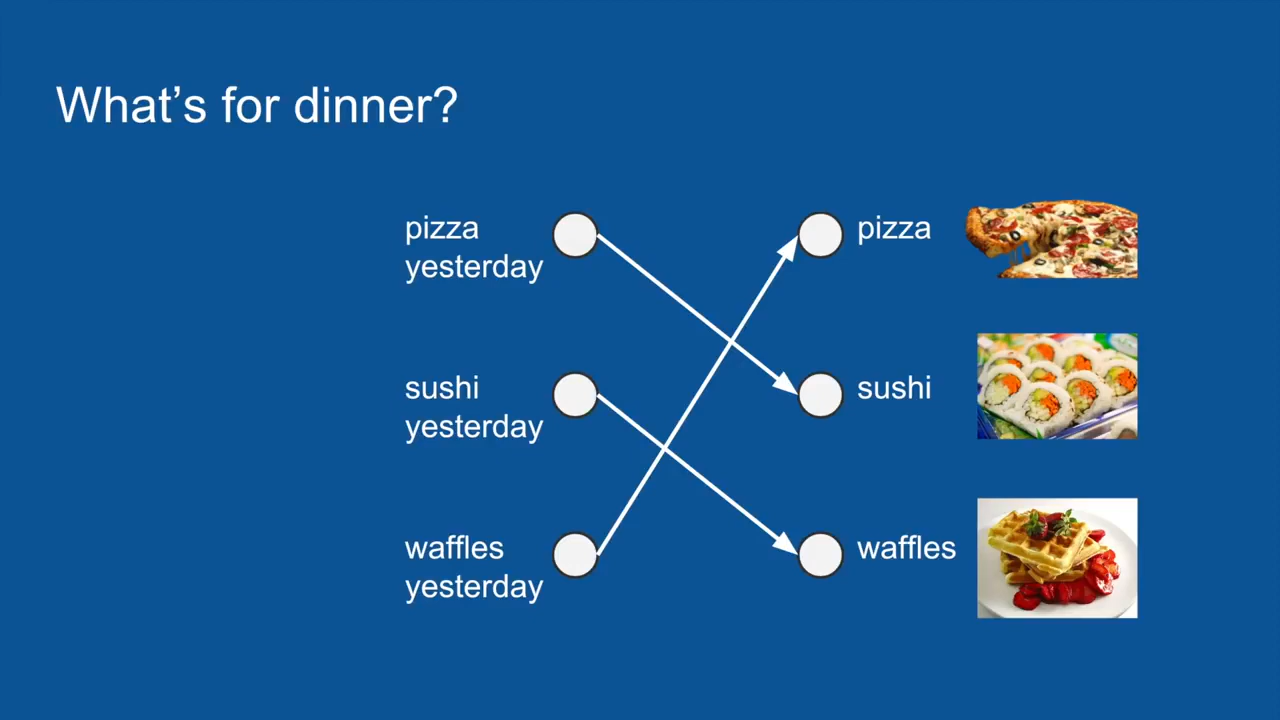 What’s for dinner?
pizza
yesterday
pizza
sushi
yesterday
sushi
waffles
yesterday
waffles